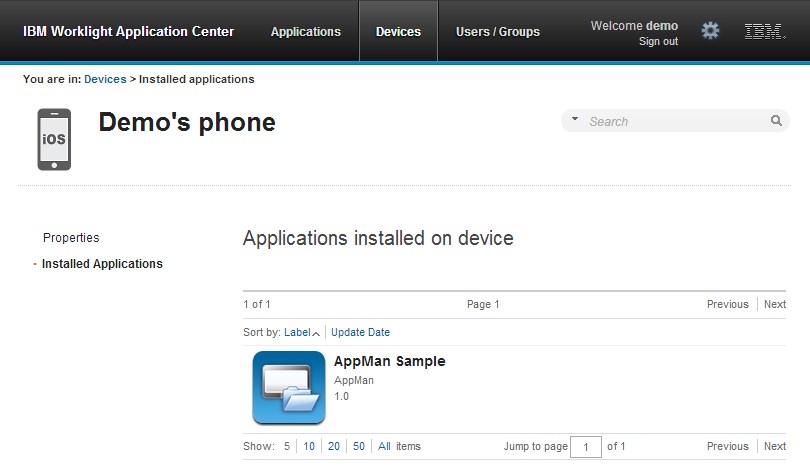 IBM Worklight Application Center Applications Devices Users / Groups Welcome demo IBM.
Sign out
You are in: Devices > Installed applications
iOS
Demo's phone
Search
Properties
Installed Applications
Applications installed on device
1 of 1 Page 1 Previous Next
Sort by: Label Update Date
AppMan Sample
AppMan
1.0
Show: 5 10 20 50 All items Jump to page 1 of 1 Previous Next